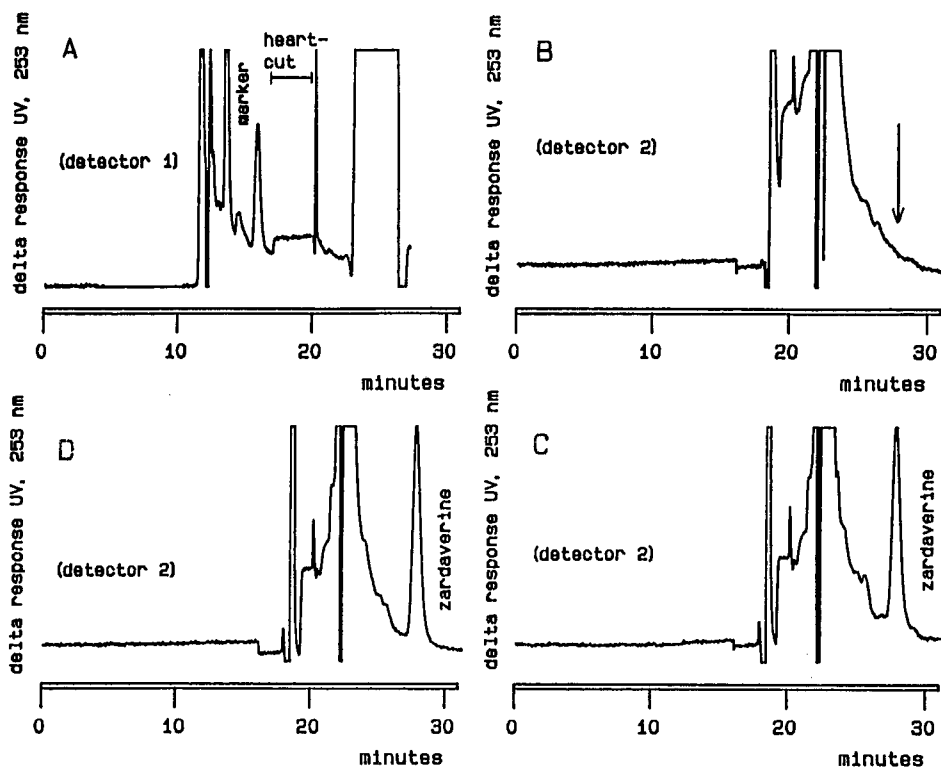 A
heart-
cut
marker
(detector 1)
delta response UV, 253 nm
0 10 20 30
minutes
B
(detector 2)
delta response UV, 253 nm
0 10 20 30
minutes
D
(detector 2)
zardaverine
delta response UV, 253 nm
0 10 20 30
minutes
C
(detector 2)
zardaverine
delta response UV, 253 nm
0 10 20 30
minutes